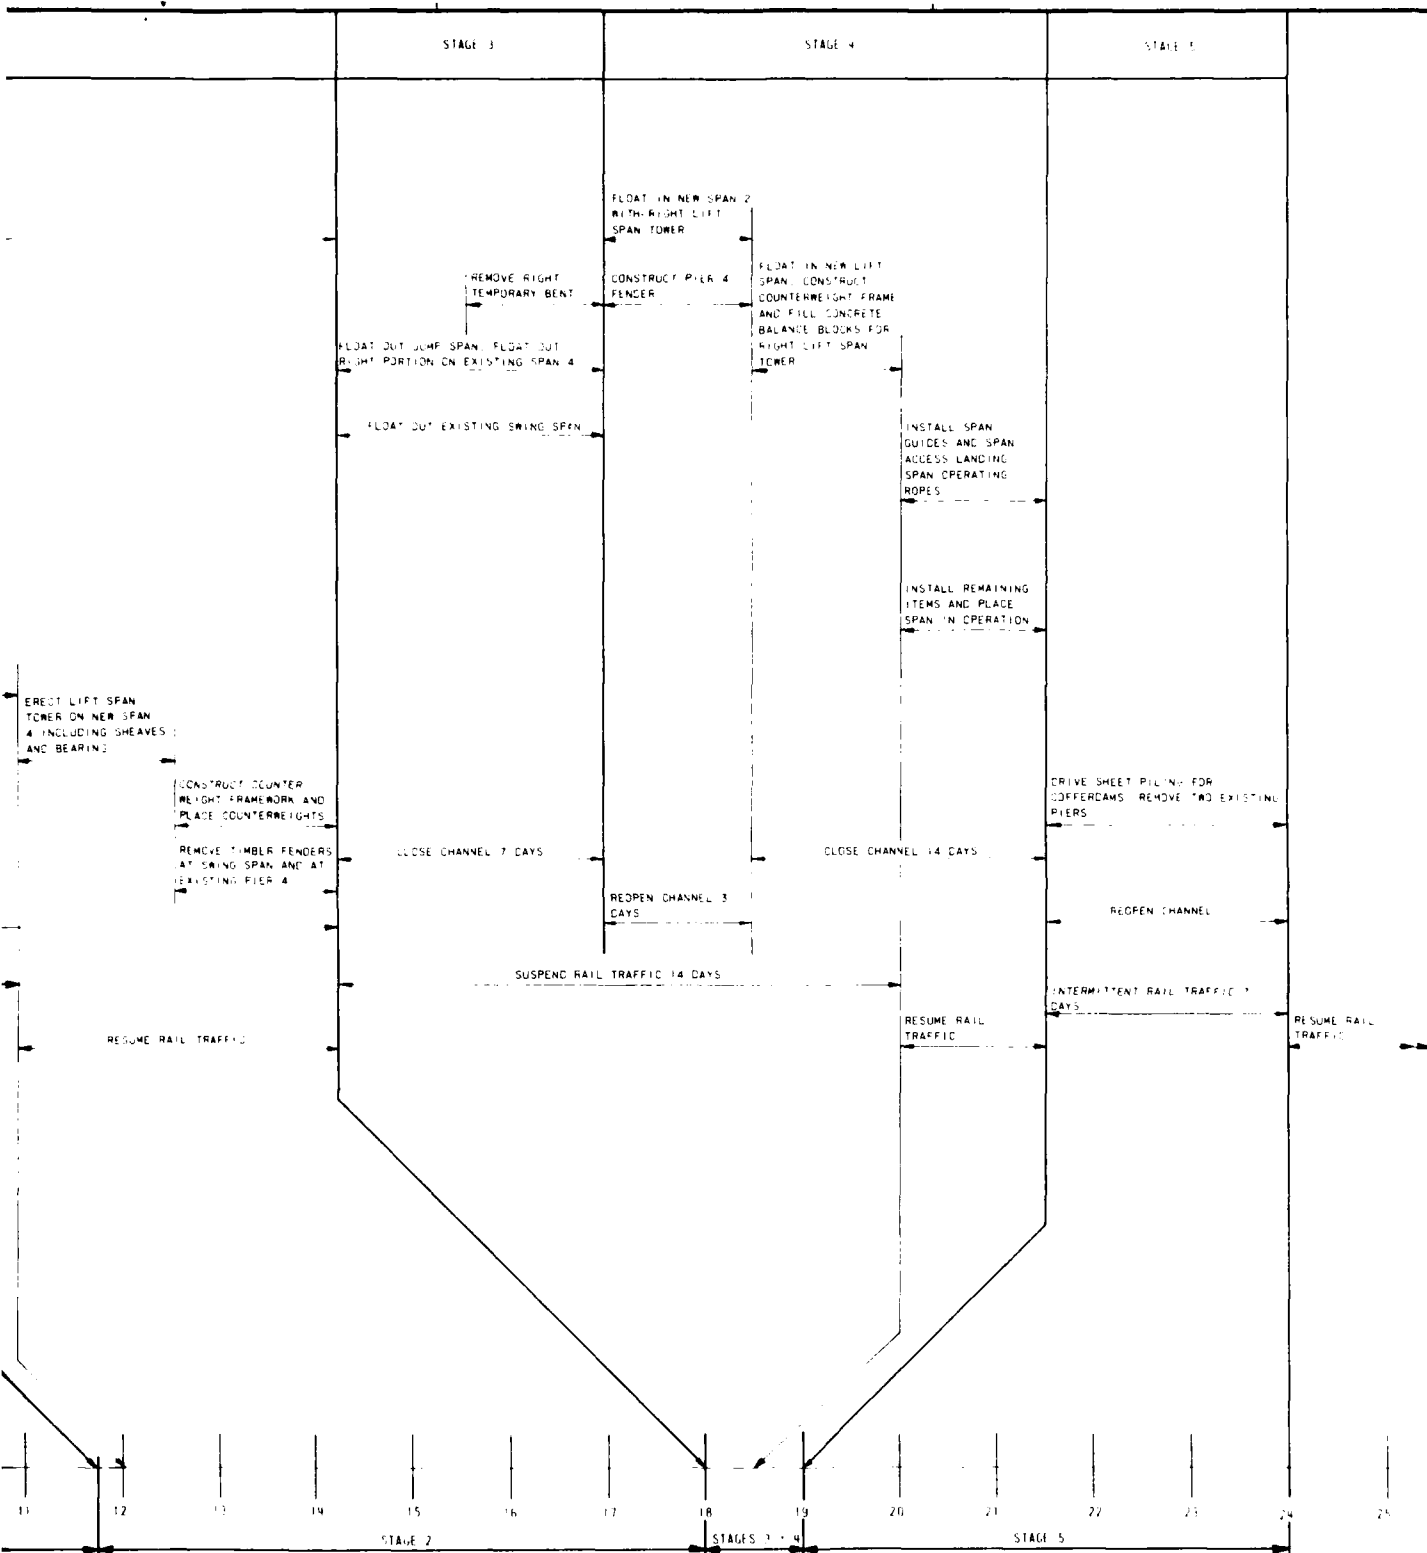 STAGE 3
STAGE 4
STAGE 5
FLOAT IN NEW SPAN 2
WITH RIGHT LIFT
SPAN TOWER
REMOVE RIGHT
TEMPORARY BENT
CONSTRUCT PIER 4
FENDER
FLOAT IN NEW LIFT
SPAN, CONSTRUCT
COUNTERWEIGHT FRAME
AND FILL CONCRETE
BALANCE BLOCKS FOR
RIGHT LIFT SPAN
TOWER
FLOAT OUT JUMP SPAN, FLOAT OUT
RIGHT PORTION ON EXISTING SPAN 4
FLOAT OUT EXISTING SWING SPAN
INSTALL SPAN
GUIDES AND SPAN
ACCESS LANDING
SPAN OPERATING
ROPES
INSTALL REMAINING
ITEMS AND PLACE
SPAN IN OPERATION
ERECT LIFT SPAN
TOWER ON NEW SPAN
4 INCLUDING SHEAVES
AND BEARING
CONSTRUCT COUNTER
WEIGHT FRAMEWORK AND
PLACE COUNTERWEIGHTS
DRIVE SHEET PILING FOR
COFFERDAMS REMOVE TWO EXISTING
PIERS
REMOVE TIMBER FENDERS
AT SWING SPAN AND AT
EXISTING PIER 4
CLOSE CHANNEL 7 DAYS
CLOSE CHANNEL 14 DAYS
REOPEN CHANNEL 3
DAYS
REOPEN CHANNEL
SUSPEND RAIL TRAFFIC 14 DAYS
INTERMITTENT RAIL TRAFFIC
DAYS
RESUME RAIL TRAFFIC
RESUME RAIL
TRAFFIC
RESUME RAIL
TRAFFIC
11 12 13 14 15 16 17 18 19 20 21 22 23 24 25
STAGE 2
STAGES 3 4
STAGE 5